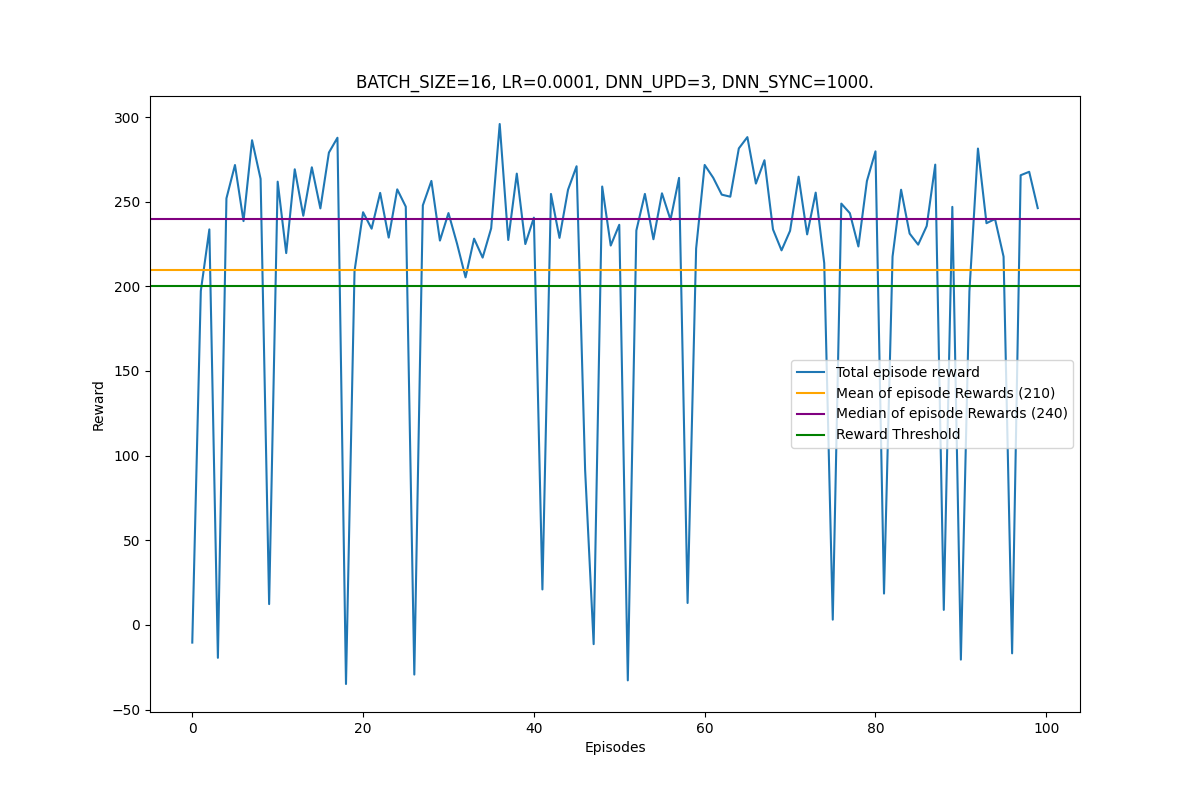 BATCH_SIZE=16, LR=0.0001, DNN_UPD=3, DNN_SYNC=1000.
300
250
200
150
100
50
0
−50
Reward
Total episode reward
Mean of episode Rewards (210)
Median of episode Rewards (240)
Reward Threshold
0 20 40 60 80 100
Episodes